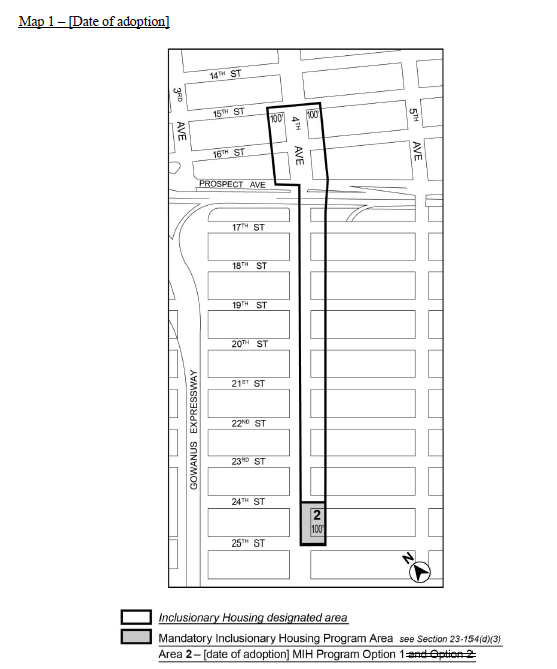 Map 1 – [Date of adoption]
14TH ST
3RD AVE
15TH ST
100'
4TH AVE
100'
5TH AVE
16TH ST
PROSPECT AVE
17TH ST
18TH ST
19TH ST
20TH ST
21ST ST
GOWANUS EXPRESSWAY
22ND ST
23RD ST
24TH ST
2
100'
25TH ST
N
Inclusionary Housing designated area
Mandatory Inclusionary Housing Program Area see Section 23-154(d)(3)
Area 2 – [date of adoption] MIH Program Option 1 and Option 2